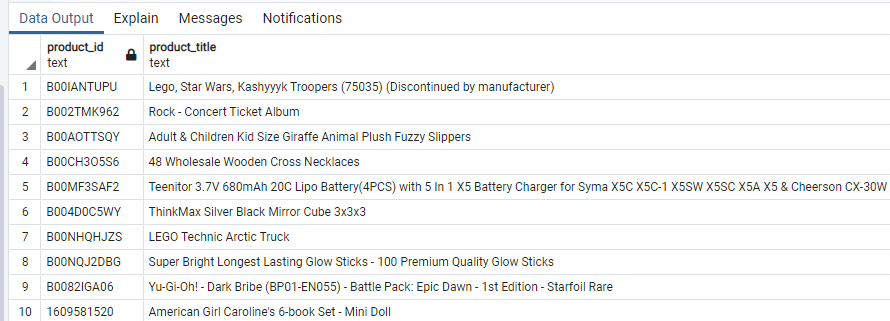 Data Output Explain Messages Notifications
product_id product_title
text text
1 B00IANTUPU Lego, Star Wars, Kashyyyk Troopers (75035) (Discontinued by manufacturer)
2 B002TMK962 Rock - Concert Ticket Album
3 B00AOTTSQY Adult & Children Kid Size Giraffe Animal Plush Fuzzy Slippers
4 B00CH3O5S6 48 Wholesale Wooden Cross Necklaces
5 B00MF3SAF2 Teenitor 3.7V 680mAh 20C Lipo Battery(4PCS) with 5 In 1 X5 Battery Charger for Syma X5C X5C-1 X5SW X5SC X5A X5 & Cheerson CX-30W
6 B004D0C5WY ThinkMax Silver Black Mirror Cube 3x3x3
7 B00NHQHJZS LEGO Technic Arctic Truck
8 B00NQJ2DBG Super Bright Longest Lasting Glow Sticks - 100 Premium Quality Glow Sticks
9 B0082IGA06 Yu-Gi-Oh! - Dark Bribe (BP01-EN055) - Battle Pack: Epic Dawn - 1st Edition - Starfoil Rare
10 1609581520 American Girl Caroline's 6-book Set - Mini Doll